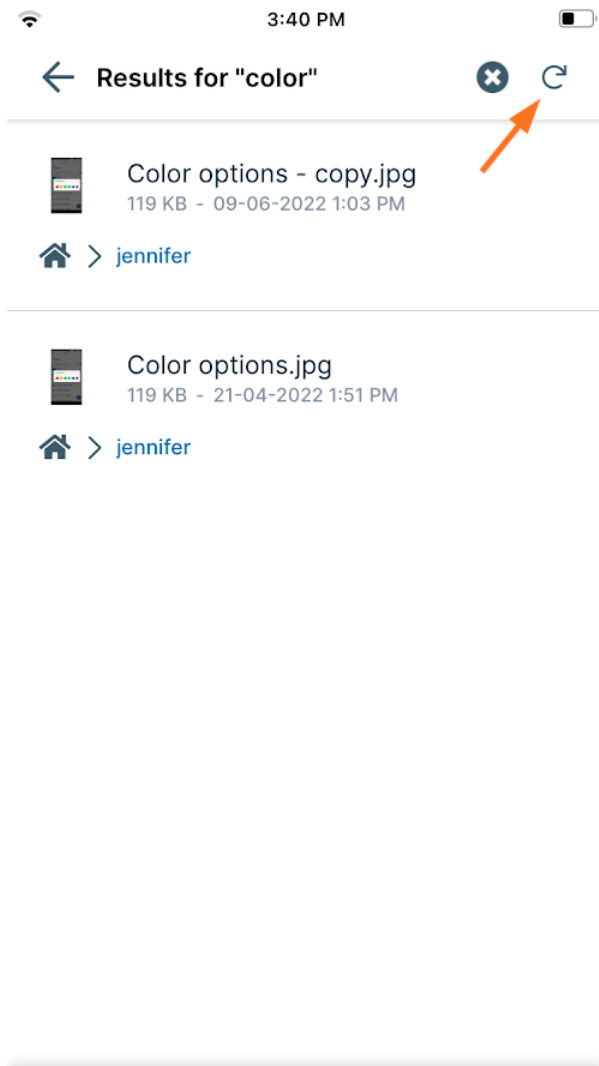 3:40 PM
Results for "color"
Color options - copy.jpg
119 KB - 09-06-2022 1:03 PM
jennifer
Color options.jpg
119 KB - 21-04-2022 1:51 PM
jennifer